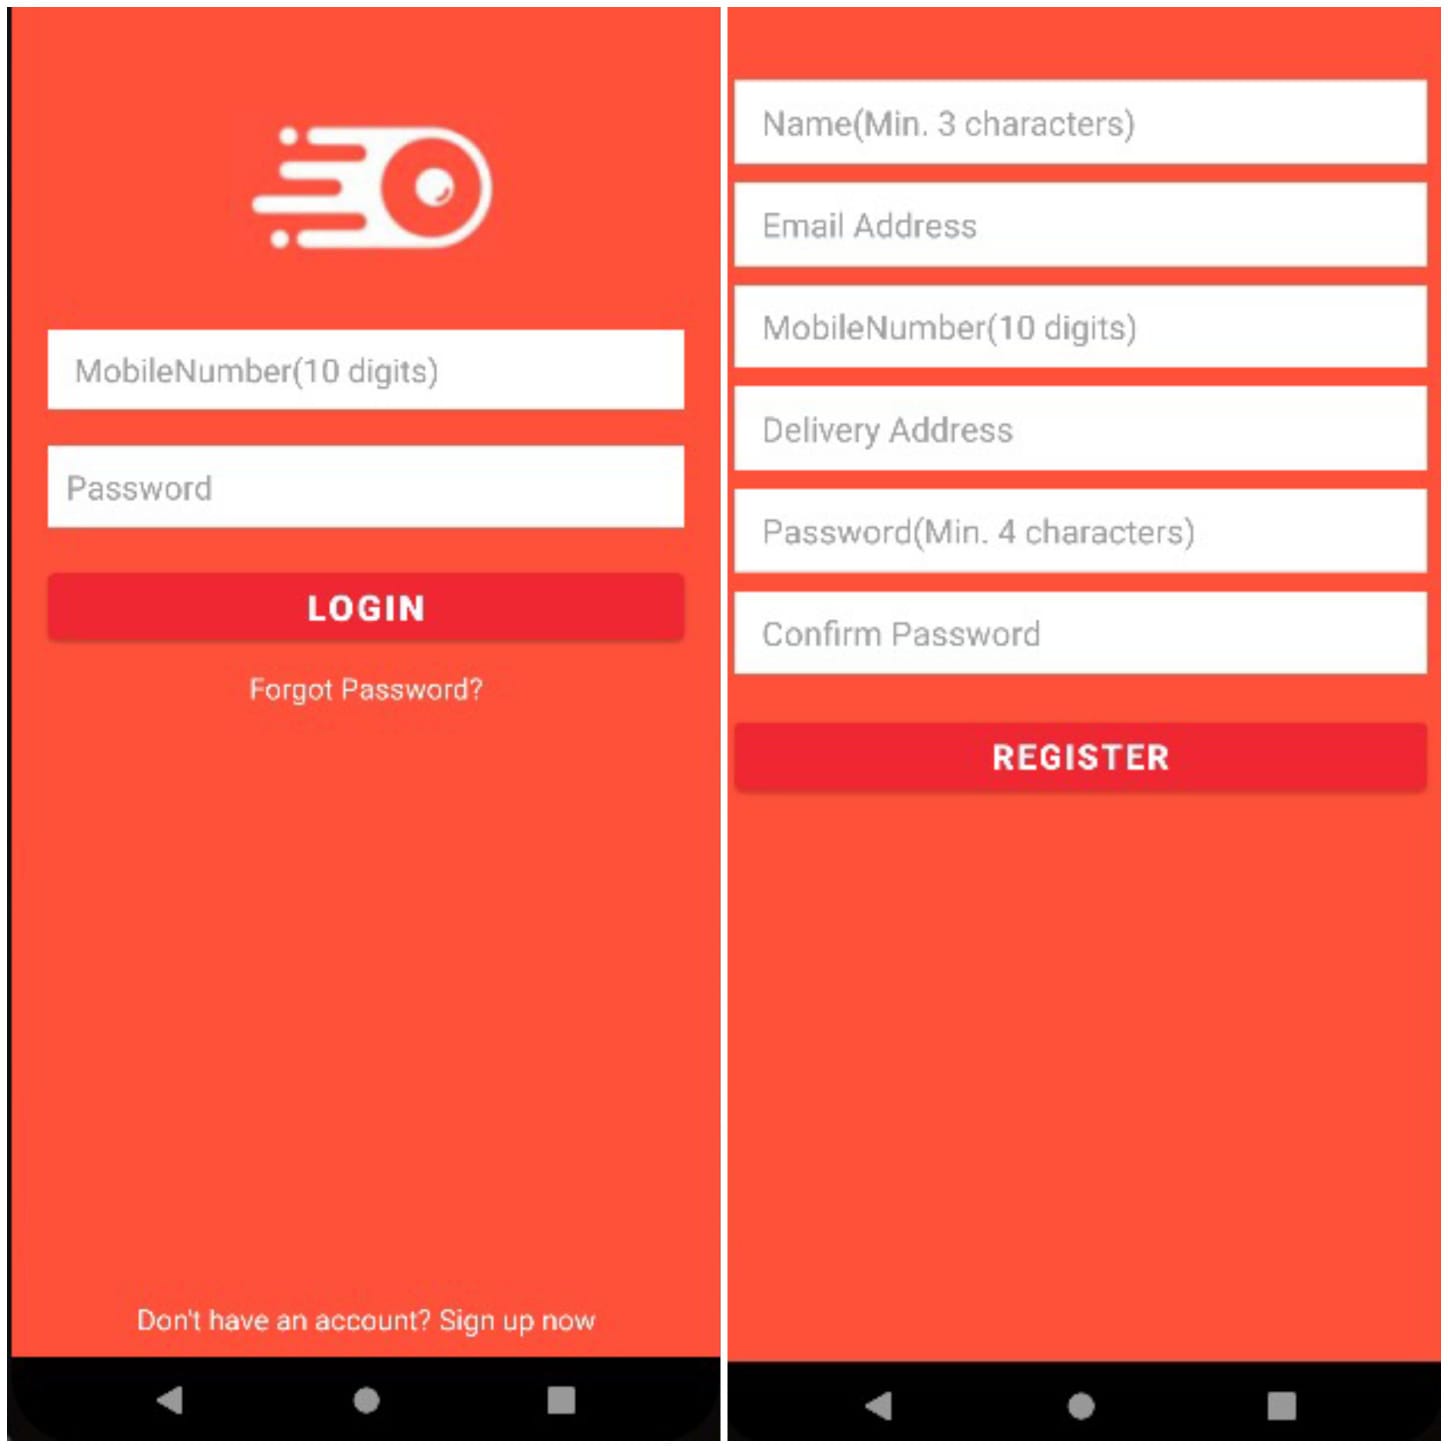 MobileNumber(10 digits)
Password
LOGIN
Forgot Password?
Don't have an account? Sign up now
Name(Min. 3 characters)
Email Address
MobileNumber(10 digits)
Delivery Address
Password(Min. 4 characters)
Confirm Password
REGISTER